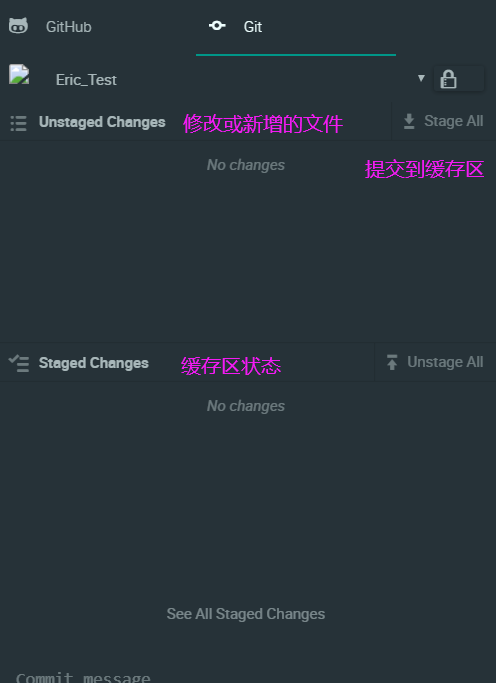 GitHub
Git
Eric_Test
Unstaged Changes 修改或新增的文件 Stage All
No changes
提交到缓存区
Staged Changes 缓存区状态 Unstage All
No changes
See All Staged Changes
Commit message